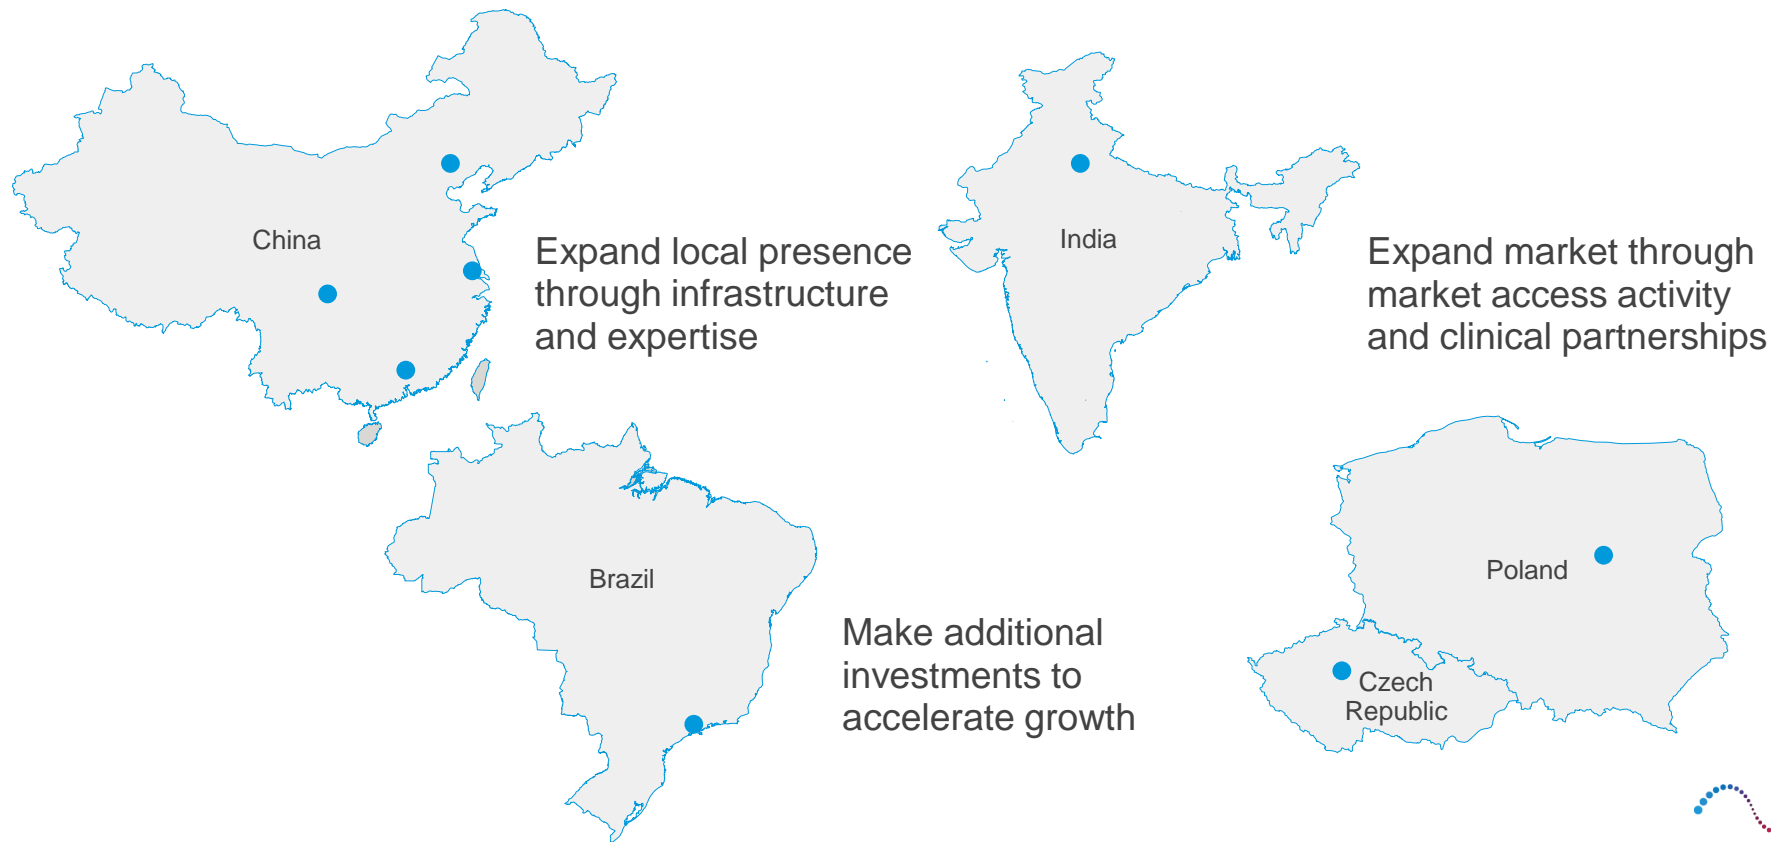 China
Expand local presence
through infrastructure
and expertise
India
Expand market through
market access activity
and clinical partnerships
Brazil
Make additional
investments to
accelerate growth
Poland
Czech
Republic